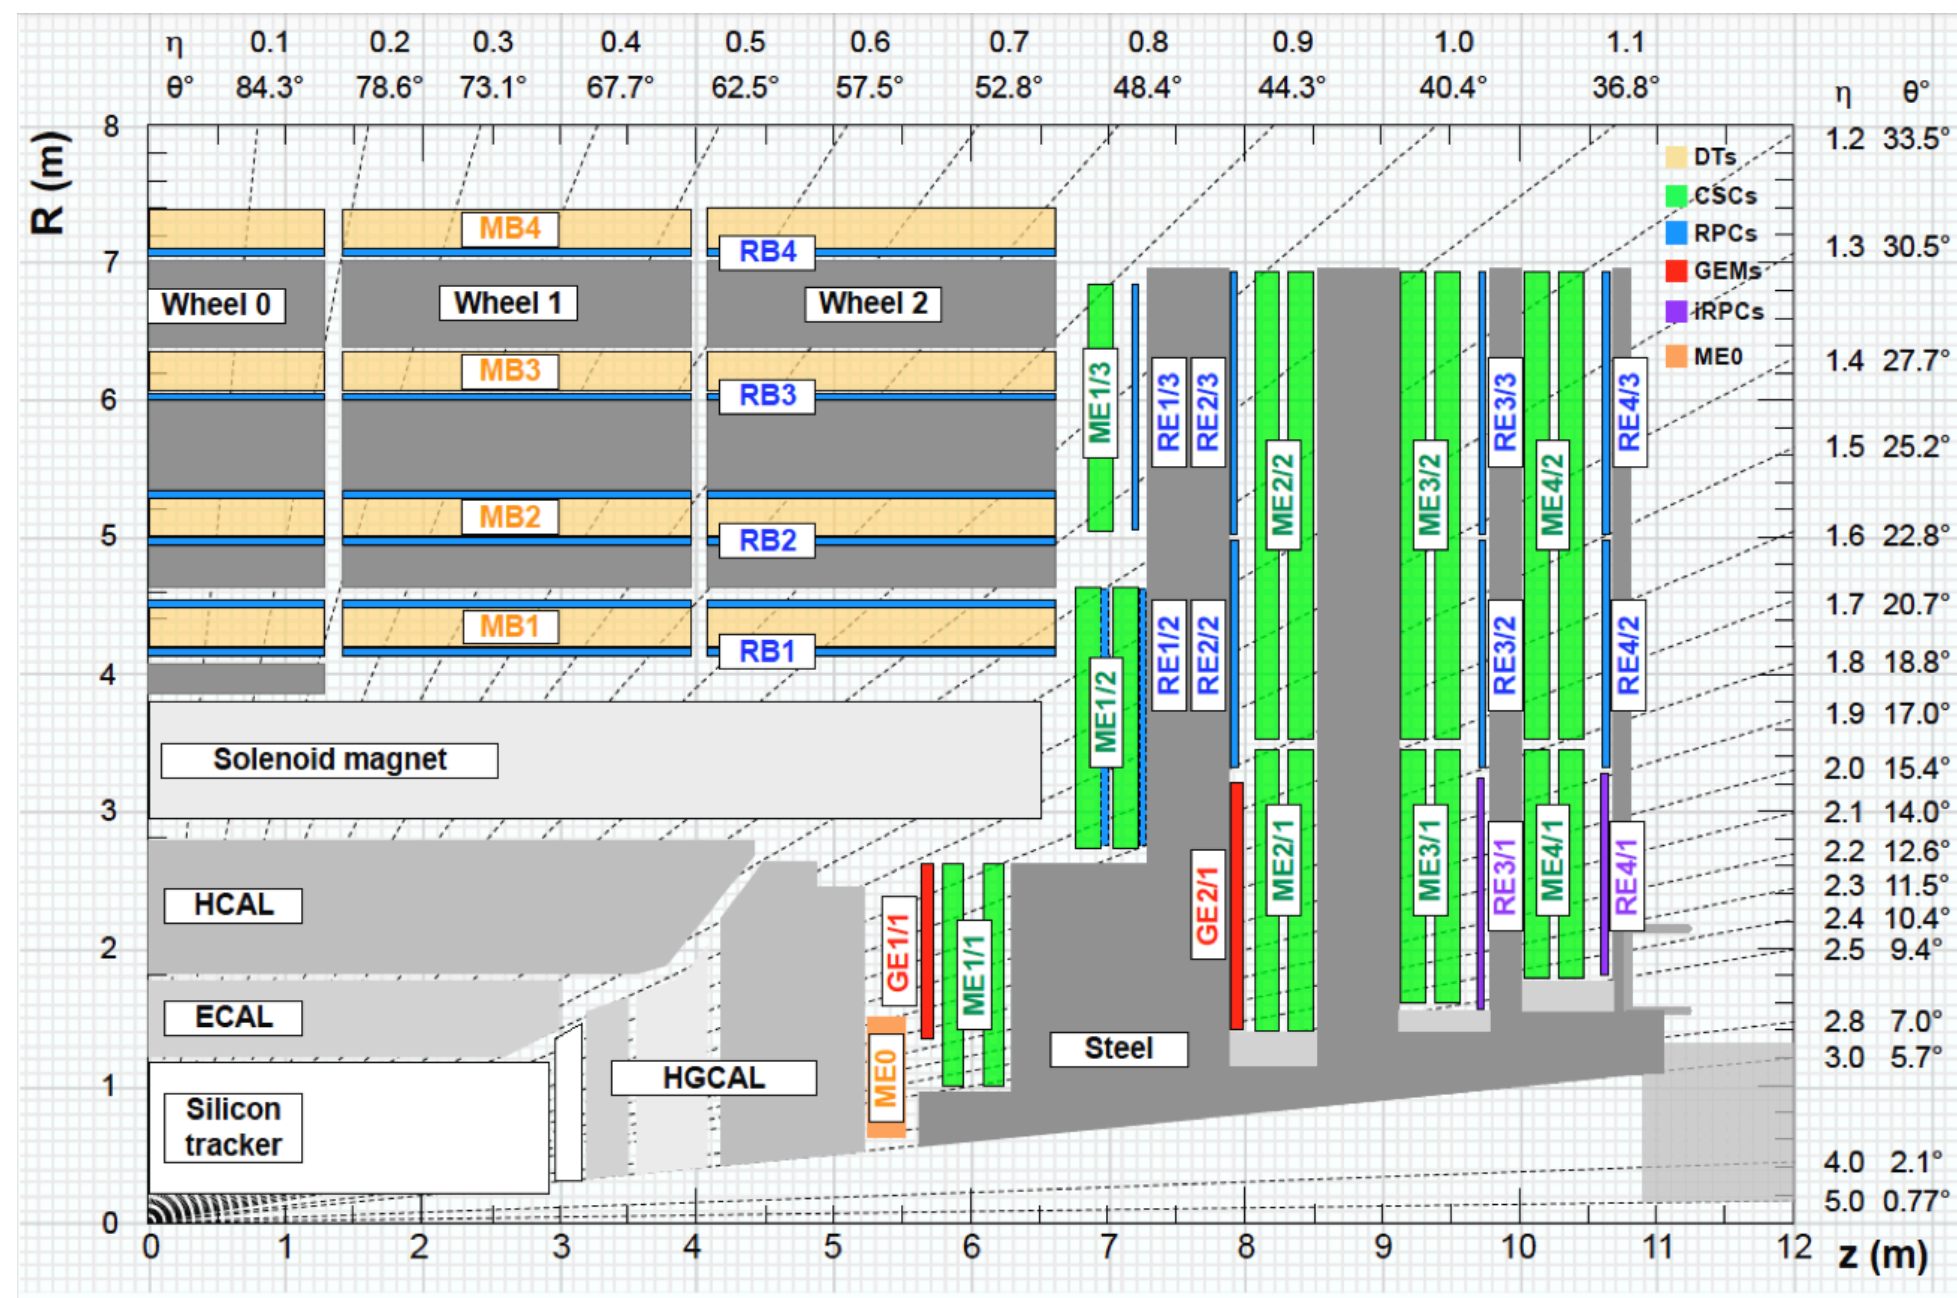 η 0.1 0.2 0.3 0.4 0.5 0.6 0.7 0.8 0.9 1.0 1.1
θ° 84.3° 78.6° 73.1° 67.7° 62.5° 57.5° 52.8° 48.4° 44.3° 40.4° 36.8° η θ°
8
7
6
5
4
3
2
1
0
R (m)
1.2 33.5°
1.3 30.5°
1.4 27.7°
1.5 25.2°
1.6 22.8°
1.7 20.7°
1.8 18.8°
1.9 17.0°
2.0 15.4°
2.1 14.0°
2.2 12.6°
2.3 11.5°
2.4 10.4°
2.5 9.4°
2.8 7.0°
3.0 5.7°
4.0 2.1°
5.0 0.77°
DTs
CSCs
RPCs
GEMs
iRPCs
ME0
MB4
RB4
Wheel 0
Wheel 1
Wheel 2
MB3
RB3
MB2
RB2
MB1
RB1
Solenoid magnet
HCAL
ECAL
Silicon
tracker
HGCAL
Steel
ME0
GE1/1
ME1/1
ME1/3
RE1/3
RE2/3
ME2/2
ME3/2
RE3/3
ME4/2
RE4/3
ME1/2
RE1/2
RE2/2
RE3/2
RE4/2
GE2/1
ME2/1
ME3/1
RE3/1
ME4/1
RE4/1
0 1 2 3 4 5 6 7 8 9 10 11 12 z (m)